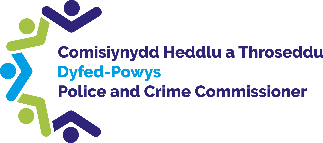 Comisiynydd Heddlu a Throseddu
Dyfed-Powys
Police and Crime Commissioner